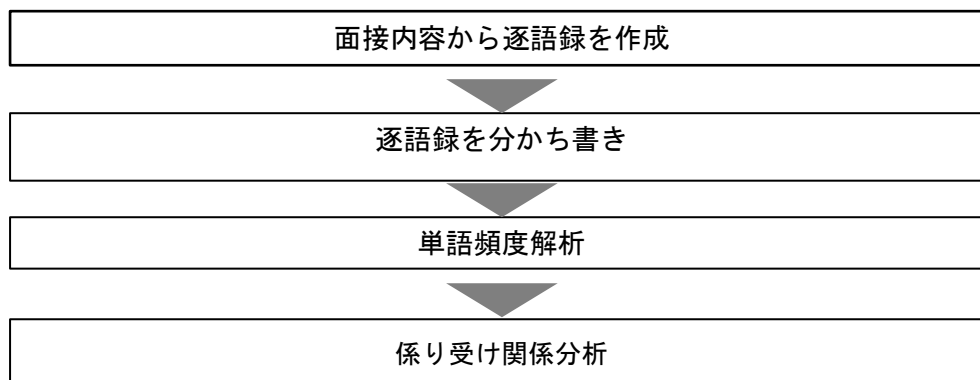 面接内容から逐語録を作成
逐語録を分かち書き
単語頻度解析
係り受け関係分析